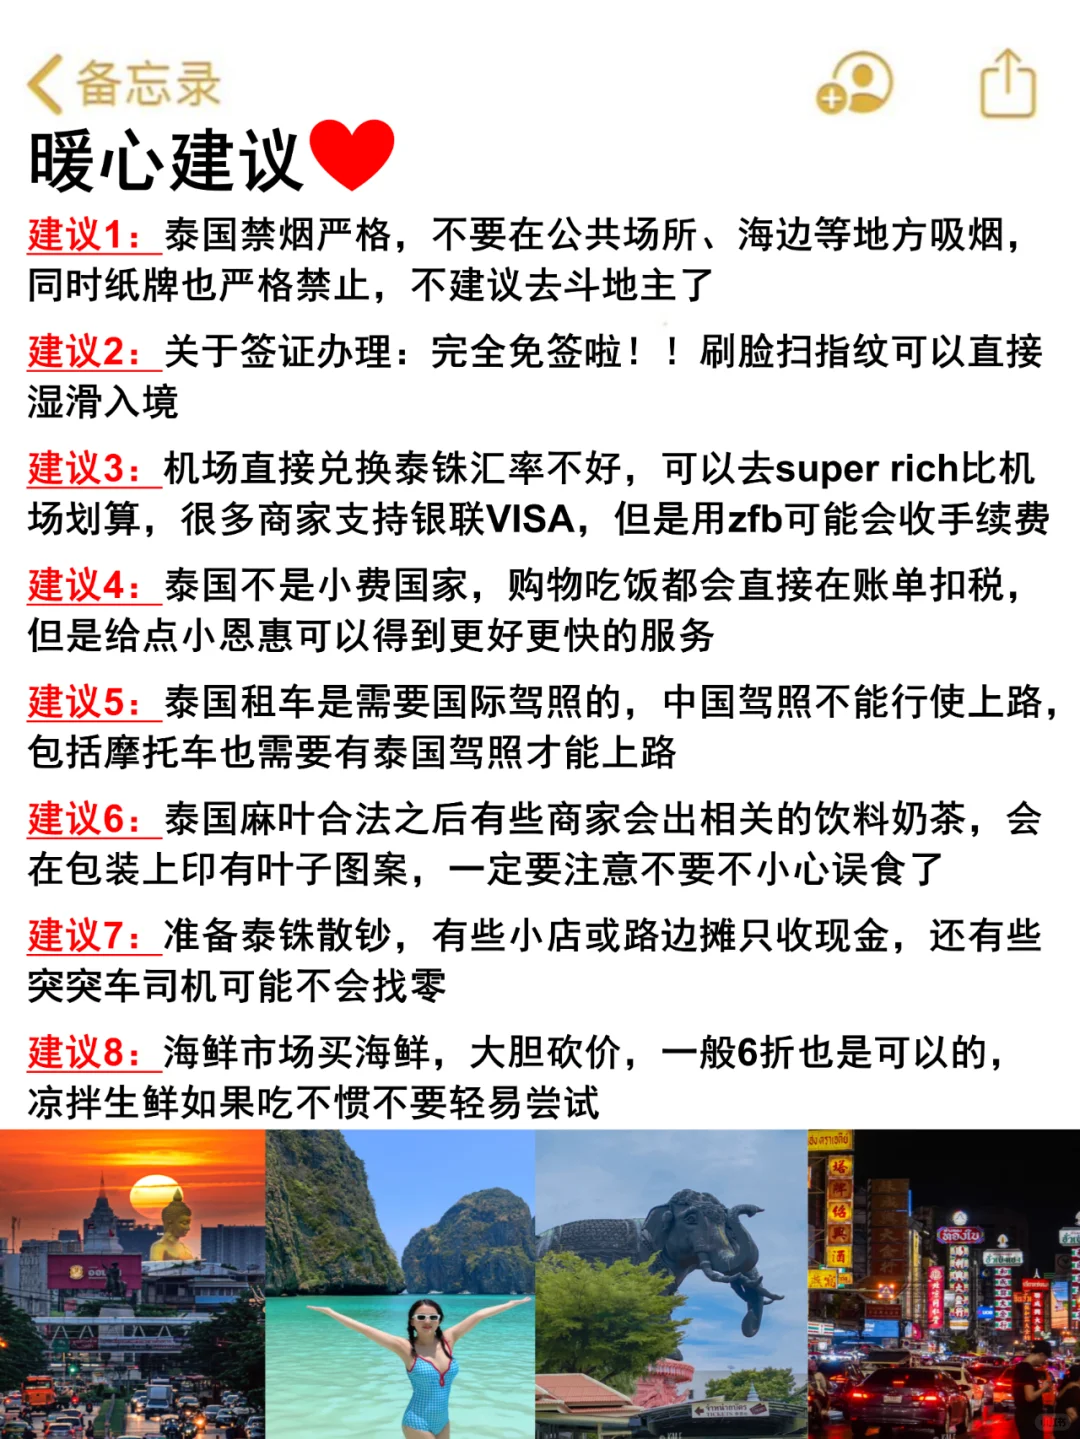 备忘录
暖心建议
建议1：泰国禁烟严格，不要在公共场所、海边等地方吸烟，
同时纸牌也严格禁止，不建议去斗地主了
建议2：关于签证办理：完全免签啦！！刷脸扫指纹可以直接
湿滑入境
建议3：机场直接兑换泰铢汇率不好，可以去super rich比机
场划算，很多商家支持银联VISA，但是用zfb可能会收手续费
建议4：泰国不是小费国家，购物吃饭都会直接在账单扣税，
但是给点小恩惠可以得到更好更快的服务
建议5：泰国租车是需要国际驾照的，中国驾照不能行使上路，
包括摩托车也需要有泰国驾照才能上路
建议6：泰国麻叶合法之后有些商家会出相关的饮料奶茶，会
在包装上印有叶子图案，一定要注意不要不小心误食了
建议7：准备泰铢散钞，有些小店或路边摊只收现金，还有些
突突车司机可能不会找零
建议8：海鲜市场买海鲜，大胆砍价，一般6折也是可以的，
凉拌生鲜如果吃不惯不要轻易尝试
จำหน่ายบัตร
TICKETS BOX
ทองใบ